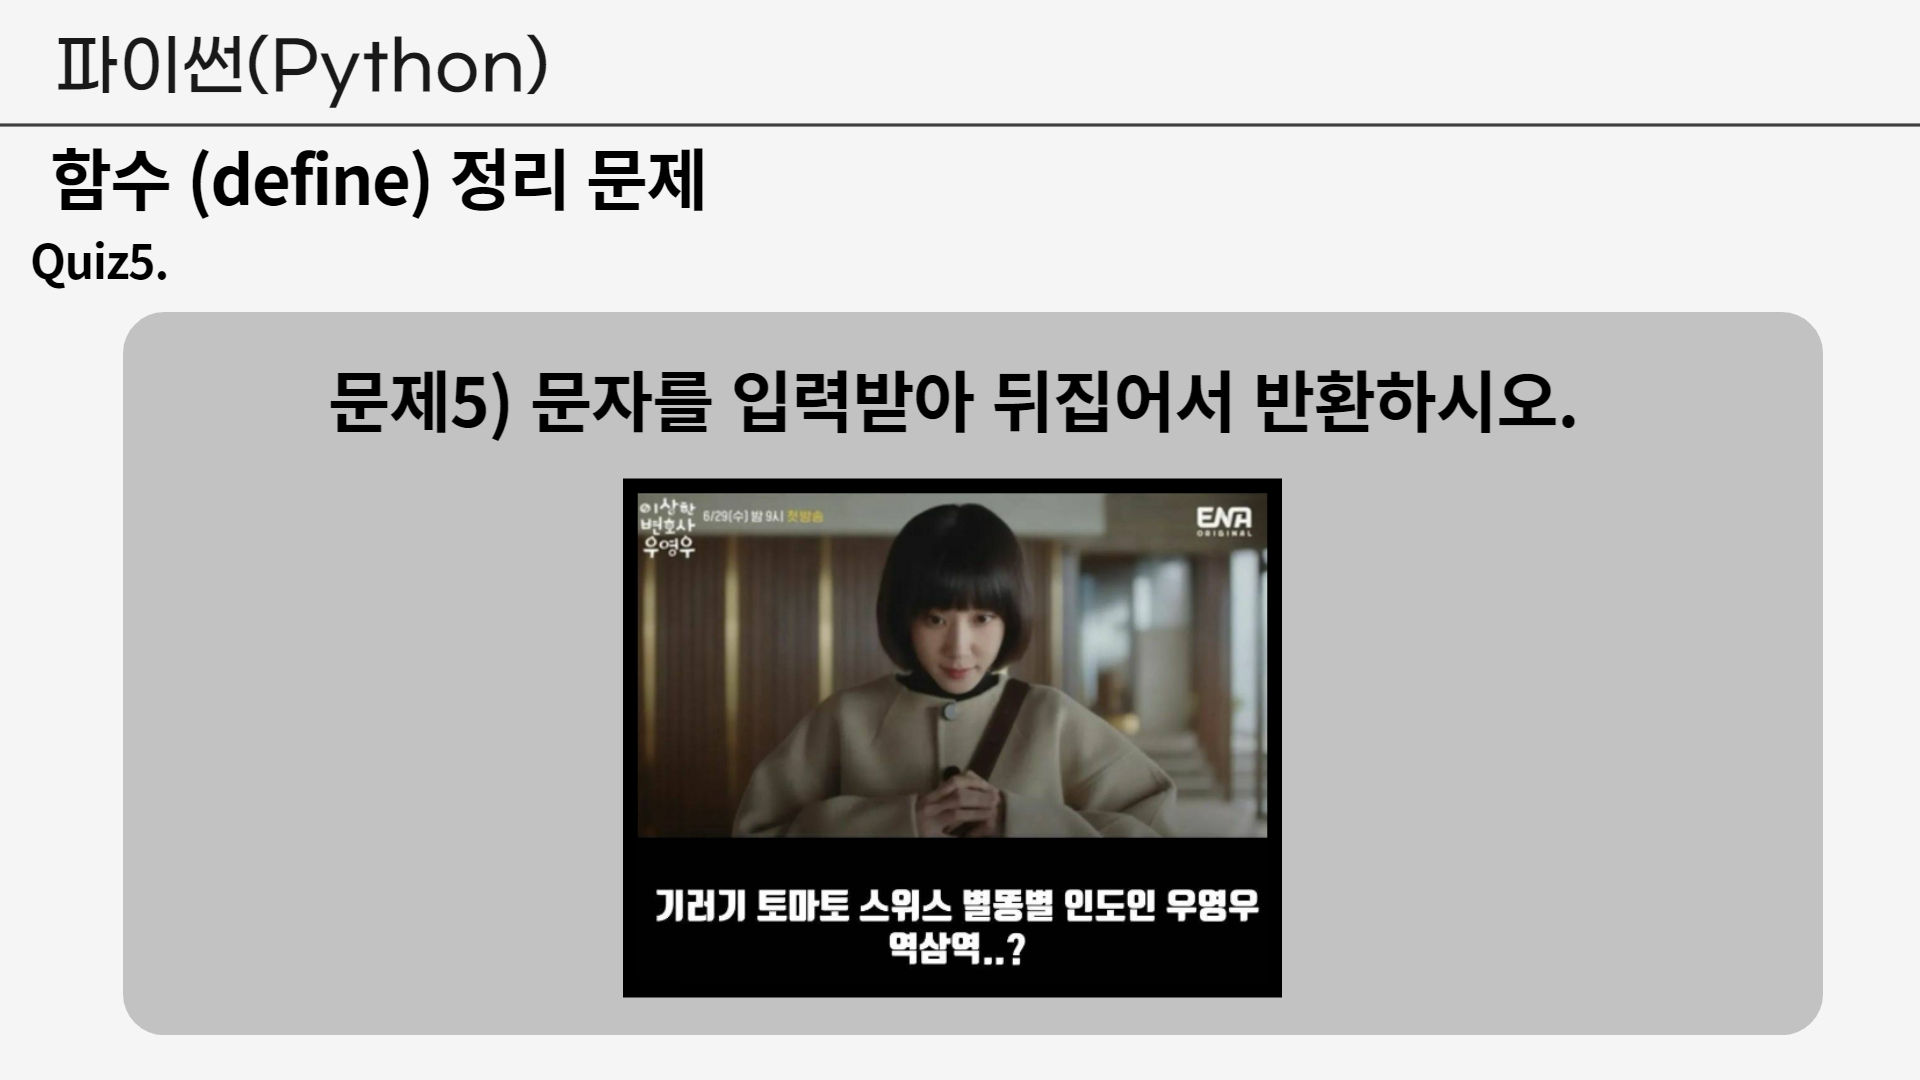 파이썬(Python)
함수 (define) 정리 문제
Quiz5.
문제5) 문자를 입력받아 뒤집어서 반환하시오.
이상한
변호사
우영우
6/29(수) 밤 9시 첫방송
ENA
ORIGINAL
기러기 토마토 스위스 별똥별 인도인 우영우
역삼역..?